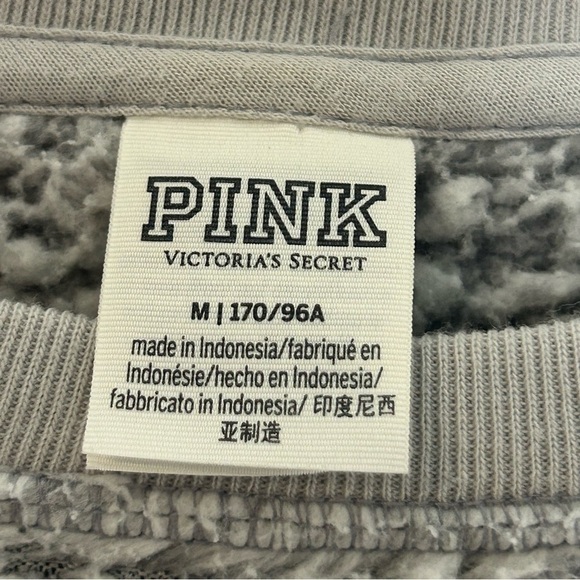 PINK
VICTORIA'S SECRET
M | 170/96A
made in Indonesia/fabriqué en
Indonésie/hecho en Indonesia/
fabbricato in Indonesia/ 印度尼西
亚制造